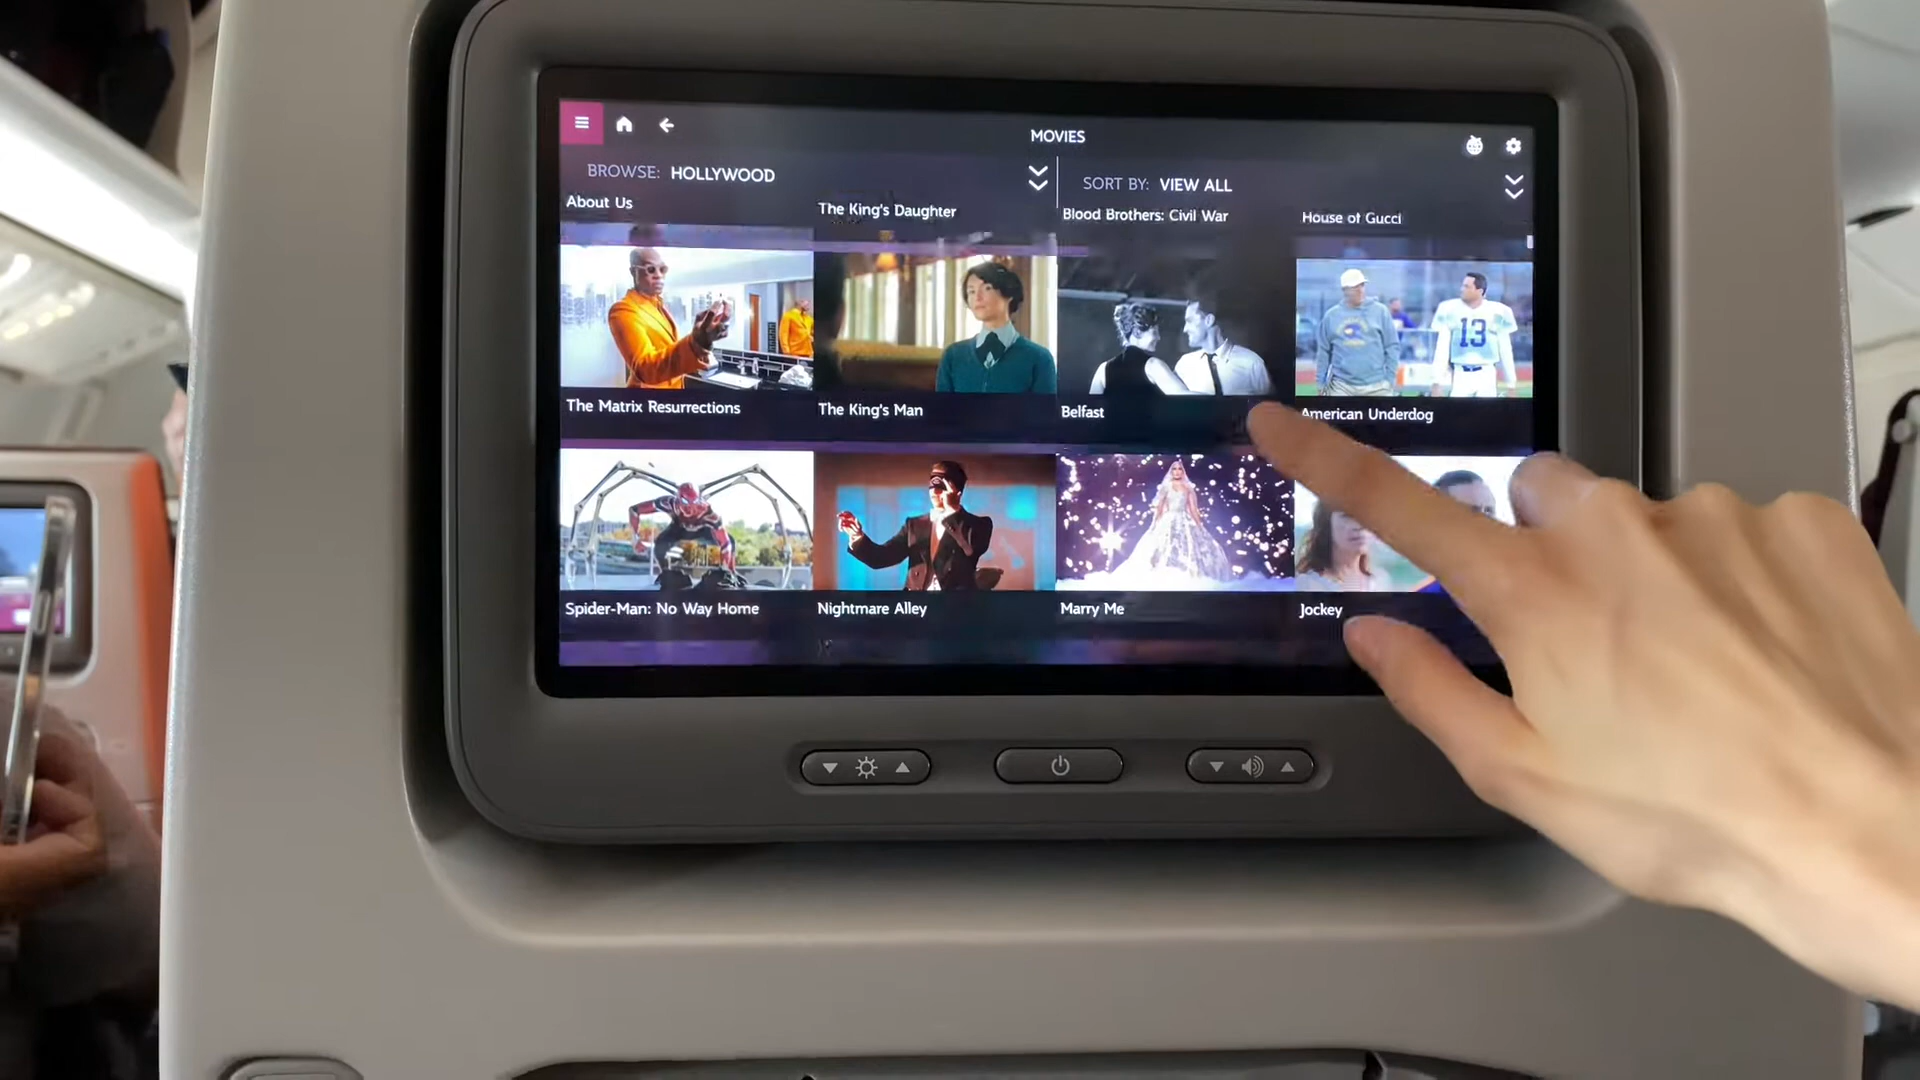 MOVIES
BROWSE: HOLLYWOOD
SORT BY: VIEW ALL
About Us
The King's Daughter
Blood Brothers: Civil War
House of Gucci
13
The Matrix Resurrections
The King's Man
Belfast
American Underdog
Spider-Man: No Way Home
Nightmare Alley
Marry Me
Jockey